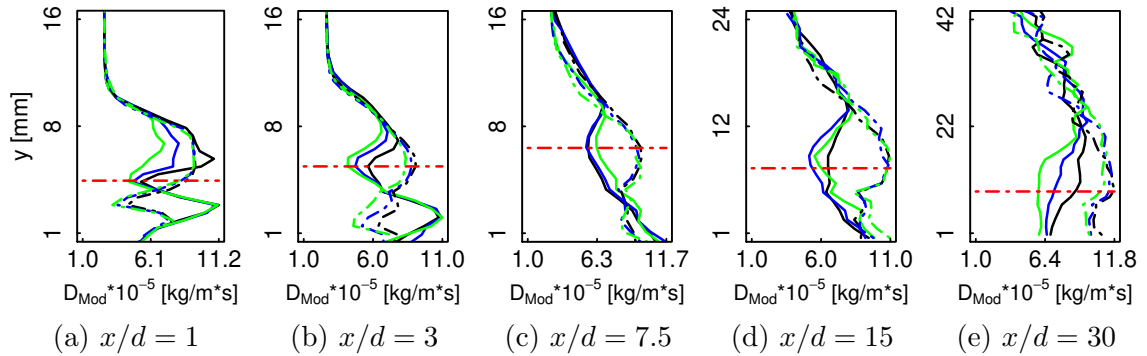 16
8
1
y [mm]
1.0 6.1 11.2
D_Mod*10⁻⁵ [kg/m*s]
(a) x/d = 1
16
8
1
1.0 6.0 11.0
D_Mod*10⁻⁵ [kg/m*s]
(b) x/d = 3
16
8
1
1.0 6.3 11.7
D_Mod*10⁻⁵ [kg/m*s]
(c) x/d = 7.5
24
12
1
1.0 6.0 11.0
D_Mod*10⁻⁵ [kg/m*s]
(d) x/d = 15
42
22
1
1.0 6.4 11.8
D_Mod*10⁻⁵ [kg/m*s]
(e) x/d = 30